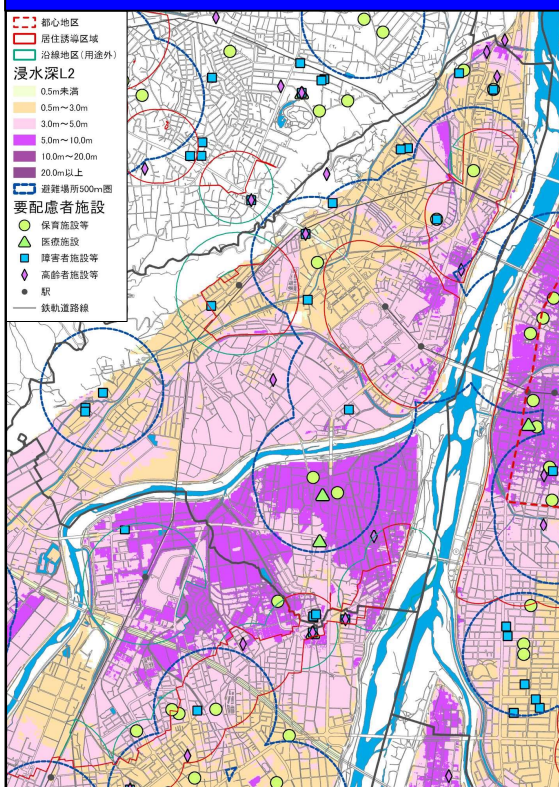 都心地区
居住誘導区域
沿線地区(用途外)
浸水深L2
0.5m未満
0.5m～3.0m
3.0m～5.0m
5.0m～10.0m
10.0m～20.0m
20.0m以上
避難場所500m圏
要配慮者施設
保育施設等
医療施設
障害者施設等
高齢者施設等
駅
鉄軌道路線